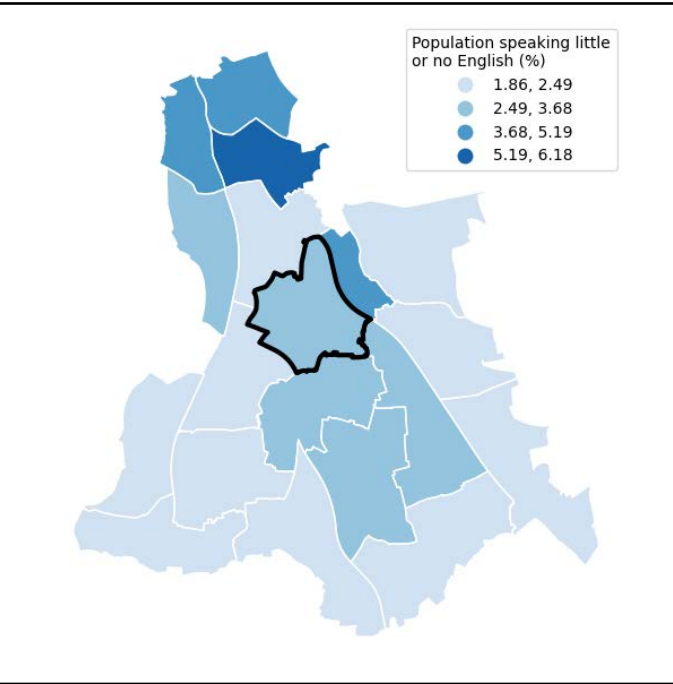 Population speaking little
or no English (%)
1.86, 2.49
2.49, 3.68
3.68, 5.19
5.19, 6.18